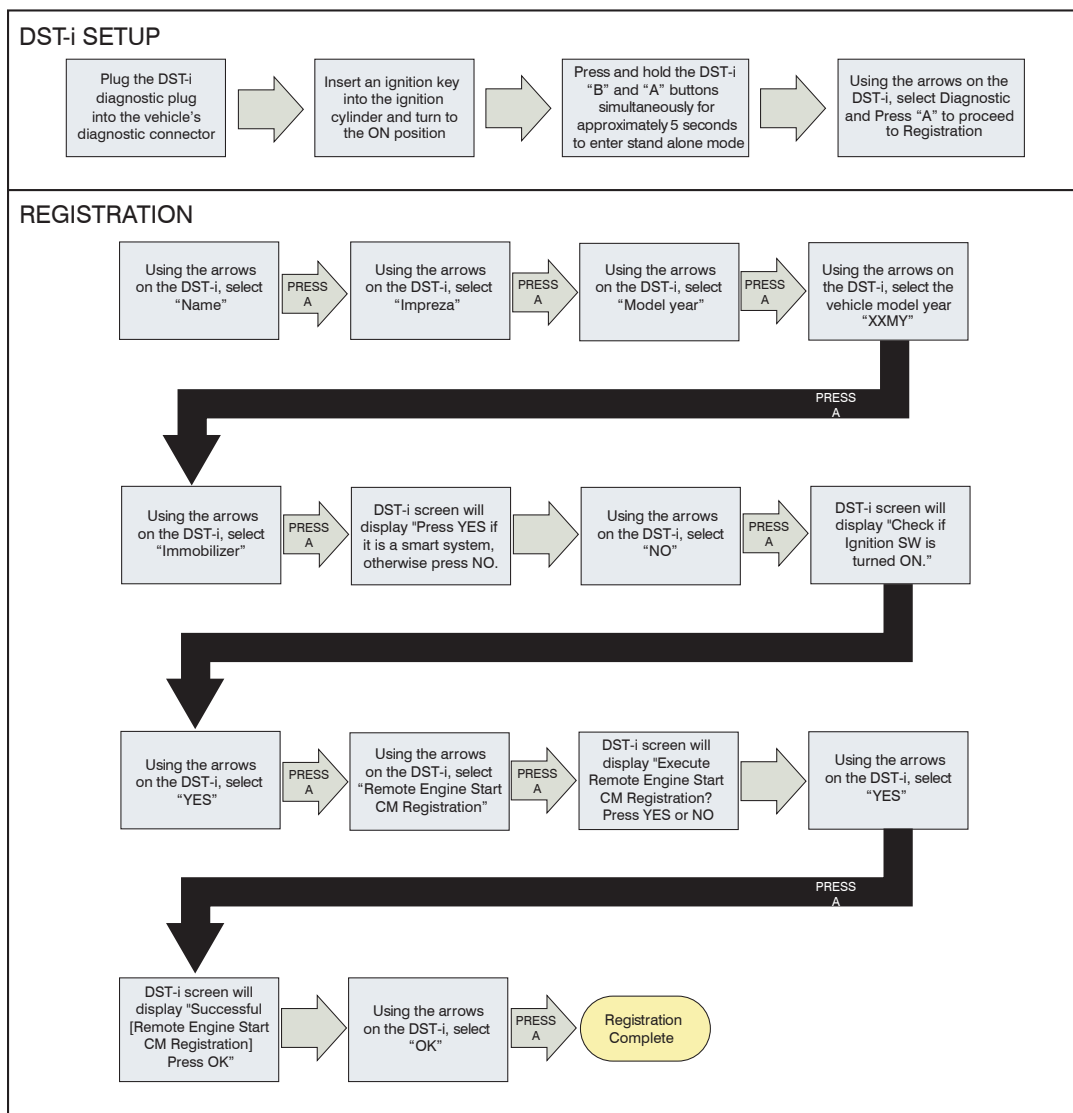 DST-i SETUP
Plug the DST-i
diagnostic plug
into the vehicle's
diagnostic connector
Insert an ignition key
into the ignition
cylinder and turn to
the ON position
Press and hold the DST-i
“B” and “A” buttons
simultaneously for
approximately 5 seconds
to enter stand alone mode
Using the arrows on the
DST-i, select Diagnostic
and Press “A” to proceed
to Registration
REGISTRATION
Using the arrows
on the DST-i, select
“Name”
PRESS
A
Using the arrows
on the DST-i, select
“Impreza”
PRESS
A
Using the arrows
on the DST-i, select
“Model year”
PRESS
A
Using the arrows on
the DST-i, select the
vehicle model year
“XXMY”
PRESS
A
Using the arrows
on the DST-i, select
“Immobilizer”
PRESS
A
DST-i screen will
display "Press YES if
it is a smart system,
otherwise press NO.
Using the arrows
on the DST-i, select
“NO”
PRESS
A
DST-i screen will
display "Check if
Ignition SW is
turned ON.”
Using the arrows
on the DST-i, select
“YES”
PRESS
A
Using the arrows
on the DST-i, select
“Remote Engine Start
CM Registration”
PRESS
A
DST-i screen will
display "Execute
Remote Engine Start
CM Registration?
Press YES or NO
Using the arrows
on the DST-i, select
“YES”
PRESS
A
DST-i screen will
display "Successful
[Remote Engine Start
CM Registration]
Press OK”
Using the arrows
on the DST-i, select
“OK”
PRESS
A
Registration
Complete